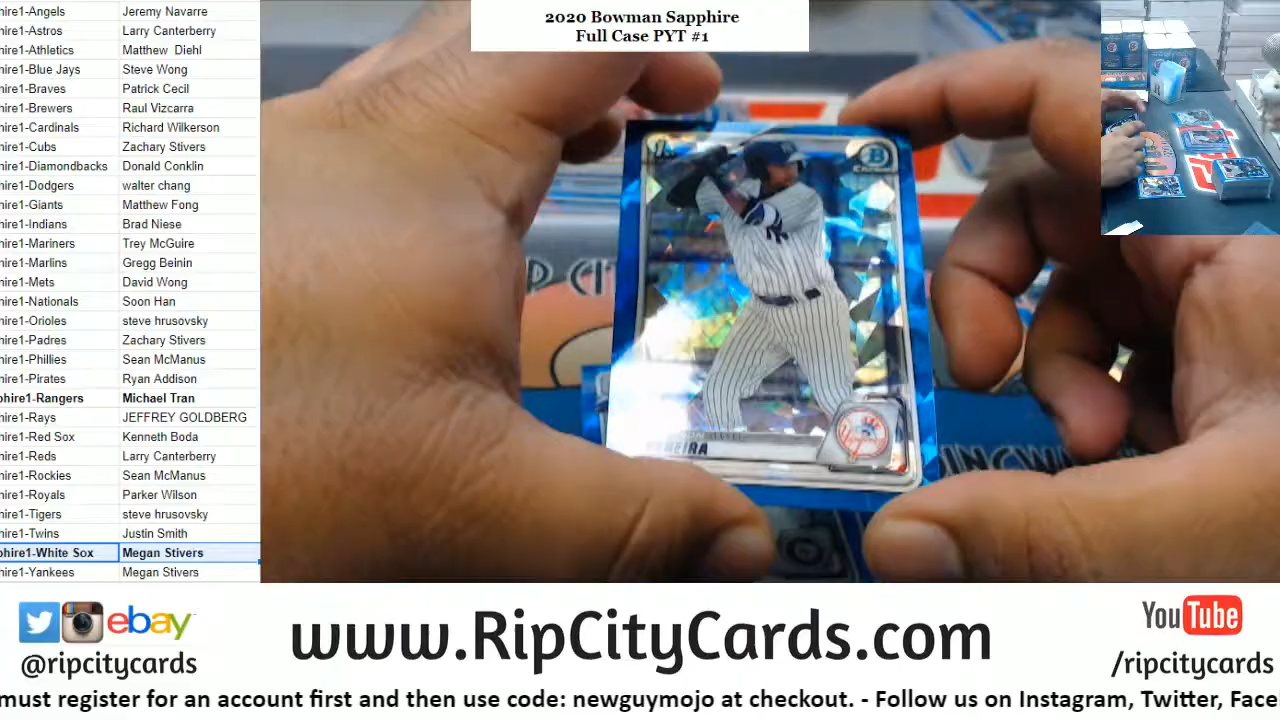 2020 Bowman Sapphire
Full Case PYT #1
hire1-Angels Jeremy Navarre
hire1-Astros Larry Canterberry
hire1-Athletics Matthew Diehl
hire1-Blue Jays Steve Wong
hire1-Braves Patrick Cecil
hire1-Brewers Raul Vizcarra
hire1-Cardinals Richard Wilkerson
hire1-Cubs Zachary Stivers
hire1-Diamondbacks Donald Conklin
hire1-Dodgers walter chang
hire1-Giants Matthew Fong
hire1-Indians Brad Niese
hire1-Mariners Trey McGuire
hire1-Marlins Gregg Beinin
hire1-Mets David Wong
hire1-Nationals Soon Han
hire1-Orioles steve hrusovsky
hire1-Padres Zachary Stivers
hire1-Phillies Sean McManus
hire1-Pirates Ryan Addison
phire1-Rangers Michael Tran
hire1-Rays JEFFREY GOLDBERG
hire1-Red Sox Kenneth Boda
hire1-Reds Larry Canterberry
hire1-Rockies Sean McManus
hire1-Royals Parker Wilson
hire1-Tigers steve hrusovsky
hire1-Twins Justin Smith
phire1-White Sox Megan Stivers
hire1-Yankees Megan Stivers
1st
B
P CITY
Yankees
ebay
@ripcitycards
www.RipCityCards.com
YouTube
/ripcitycards
must register for an account first and then use code: newguymojo at checkout. - Follow us on Instagram, Twitter, Face